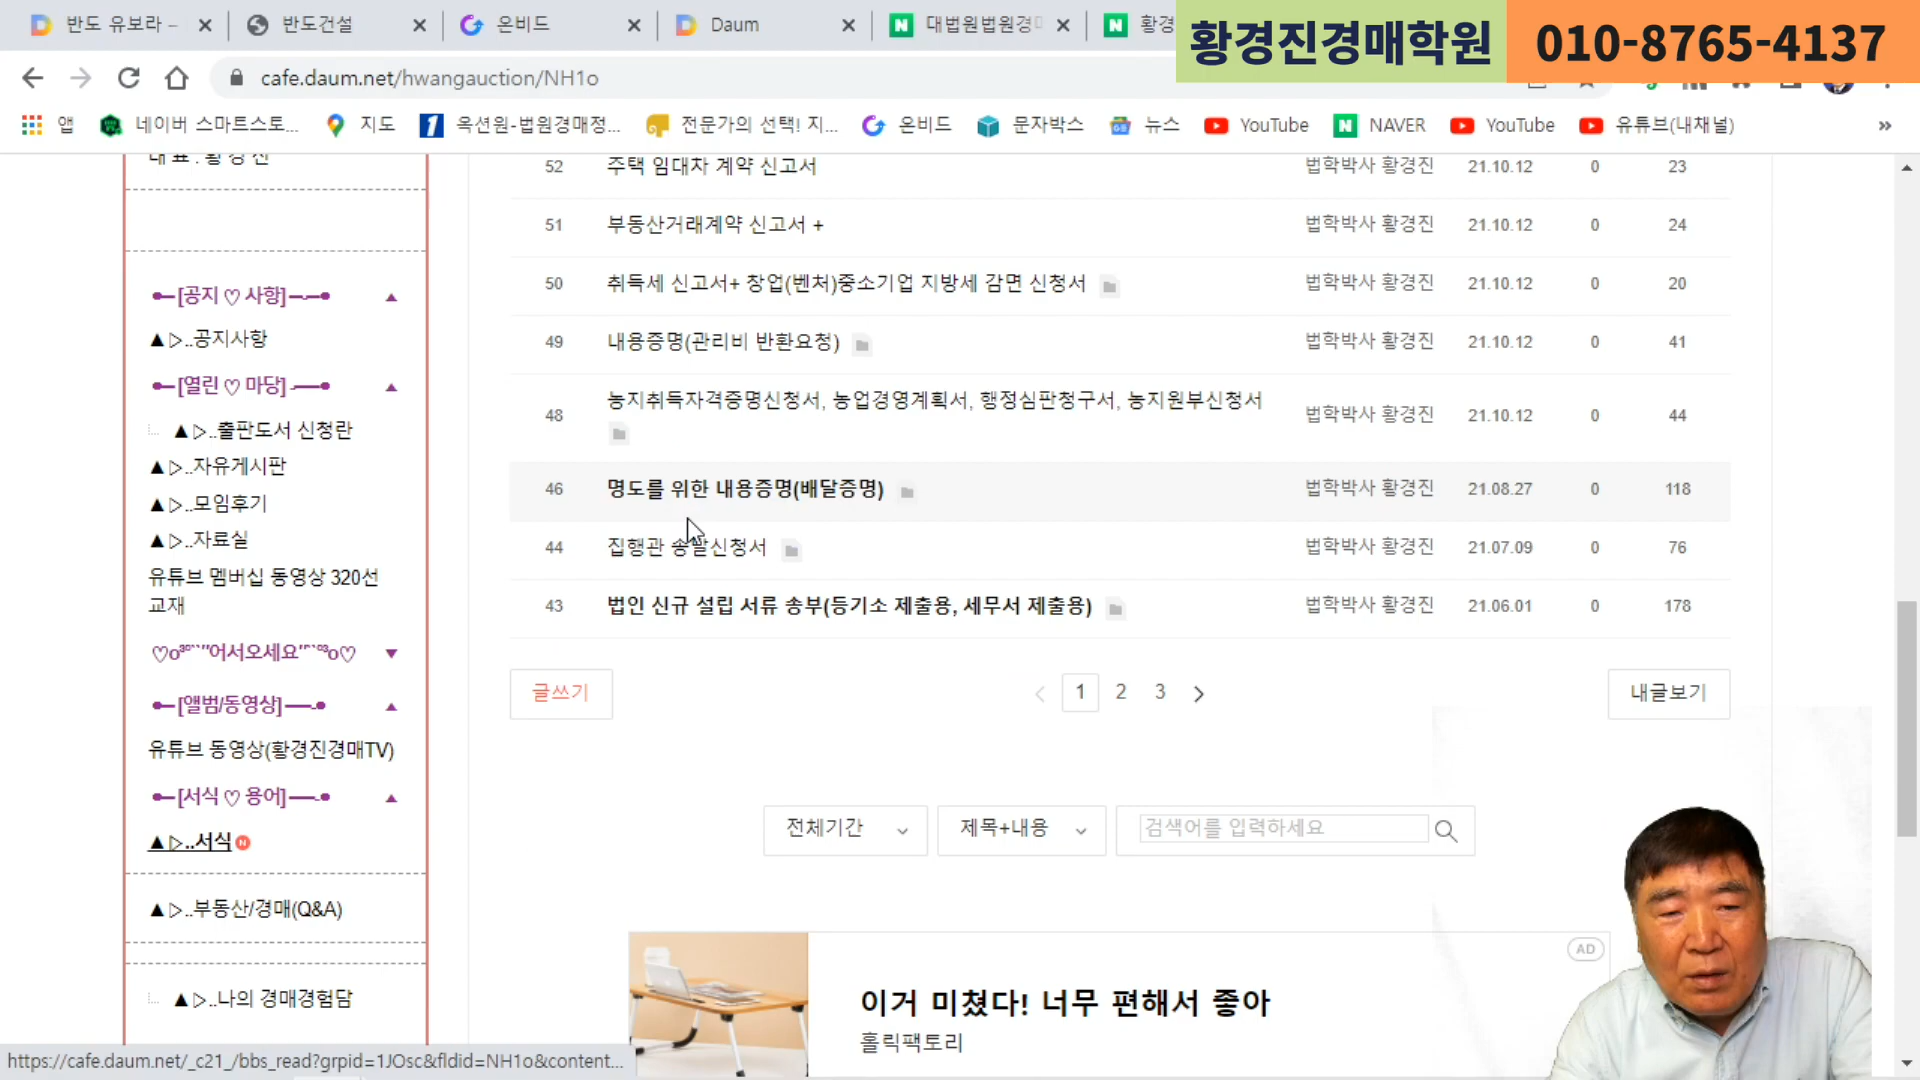 반도 유보라 –
반도건설
온비드
Daum
대법원법원경
황경
황경진경매학원
010-8765-4137
cafe.daum.net/hwangauction/NH1o
앱
네이버 스마트스토...
지도
옥션원-법원경매정...
전문가의 선택! 지...
온비드
문자박스
뉴스
YouTube
NAVER
YouTube
유튜브(내채널)
»
대 표 : 황 경 진
[공지 ♡ 사항]
▲▷..공지사항
[열린 ♡ 마당]
▲▷..출판도서 신청란
▲▷..자유게시판
▲▷..모임후기
▲▷..자료실
유튜브 멤버십 동영상 320선
교재
어서오세요
[앨범/동영상]
유튜브 동영상(황경진경매TV)
[서식 ♡ 용어]
▲▷..서식 N
▲▷..부동산/경매(Q&A)
▲▷..나의 경매경험담
52 주택 임대차 계약 신고서 법학박사 황경진 21.10.12 0 23
51 부동산거래계약 신고서 + 법학박사 황경진 21.10.12 0 24
50 취득세 신고서+ 창업(벤처)중소기업 지방세 감면 신청서 법학박사 황경진 21.10.12 0 20
49 내용증명(관리비 반환요청) 법학박사 황경진 21.10.12 0 41
48 농지취득자격증명신청서, 농업경영계획서, 행정심판청구서, 농지원부신청서 법학박사 황경진 21.10.12 0 44
46 명도를 위한 내용증명(배달증명) 법학박사 황경진 21.08.27 0 118
44 집행관 송달신청서 법학박사 황경진 21.07.09 0 76
43 법인 신규 설립 서류 송부(등기소 제출용, 세무서 제출용) 법학박사 황경진 21.06.01 0 178
글쓰기
1 2 3
내글보기
전체기간
제목+내용
검색어를 입력하세요
AD
이거 미쳤다! 너무 편해서 좋아
홀릭팩토리
https://cafe.daum.net/_c21_/bbs_read?grpid=1JOsc&fldid=NH1o&content...